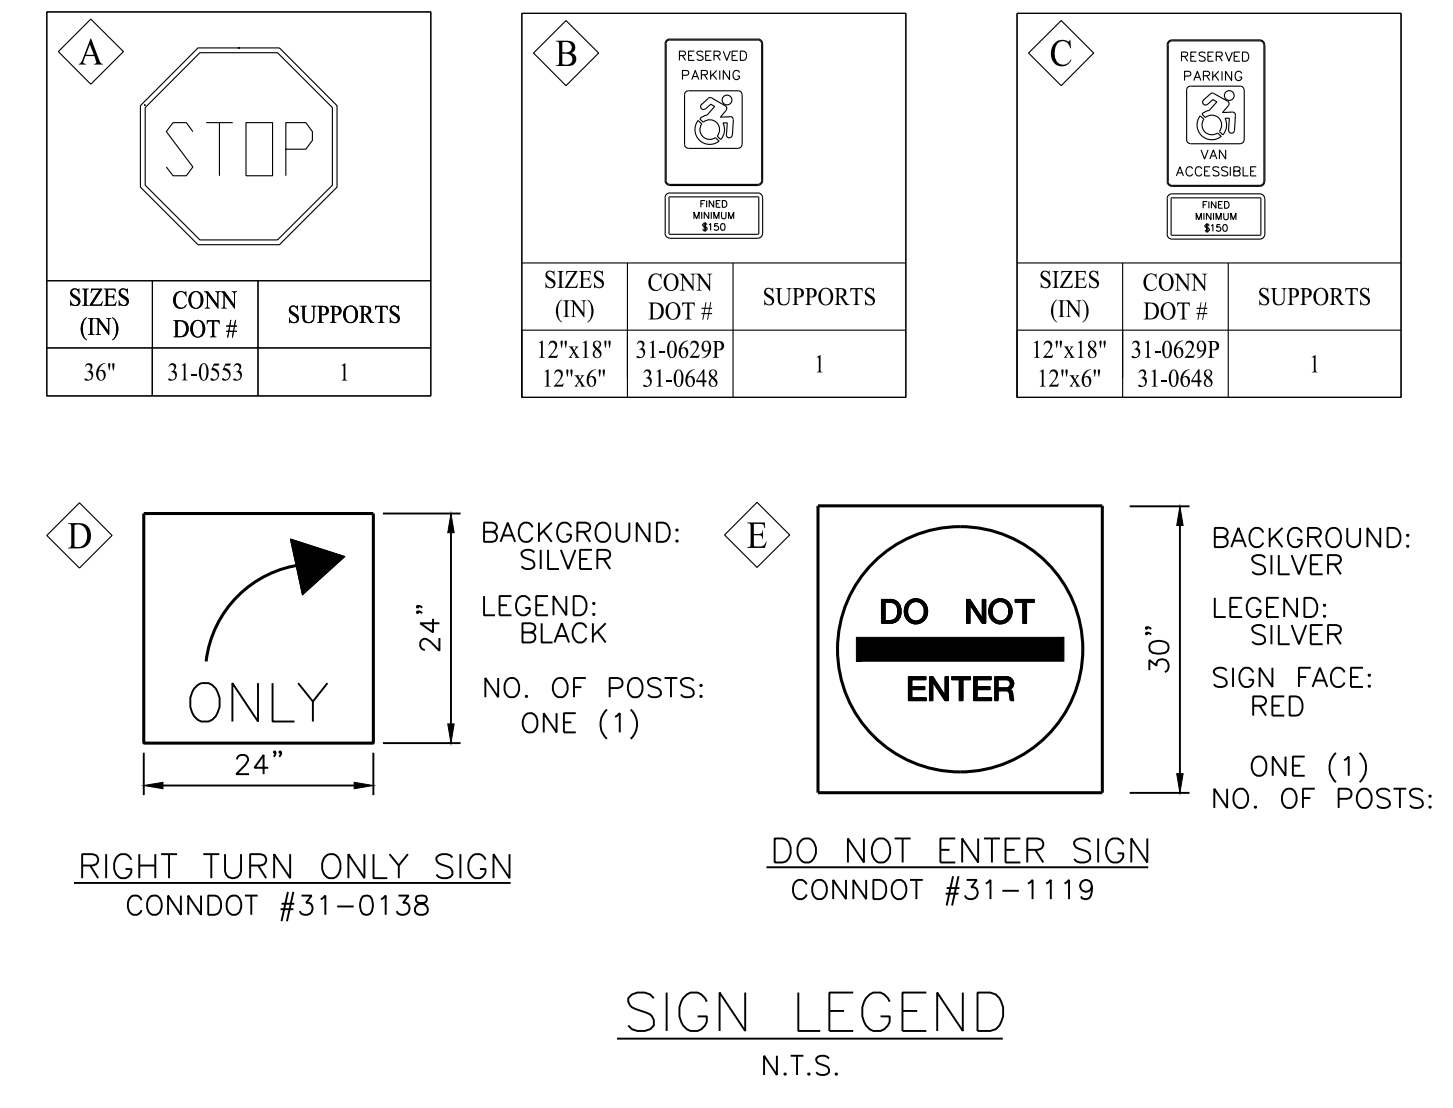 A
STOP
SIZES
(IN)
CONN
DOT #
SUPPORTS
36"
31-0553
1
B
RESERVED
PARKING
FINED
MINIMUM
$150
SIZES
(IN)
CONN
DOT #
SUPPORTS
12"x18"
12"x6"
31-0629P
31-0648
1
C
RESERVED
PARKING
VAN
ACCESSIBLE
FINED
MINIMUM
$150
SIZES
(IN)
CONN
DOT #
SUPPORTS
12"x18"
12"x6"
31-0629P
31-0648
1
D
ONLY
24"
24"
BACKGROUND:
SILVER
LEGEND:
BLACK
NO. OF POSTS:
ONE (1)
RIGHT TURN ONLY SIGN
CONNDOT #31-0138
E
DO NOT
ENTER
30"
BACKGROUND:
SILVER
LEGEND:
SILVER
SIGN FACE:
RED
ONE (1)
NO. OF POSTS:
DO NOT ENTER SIGN
CONNDOT #31-1119
SIGN LEGEND
N.T.S.